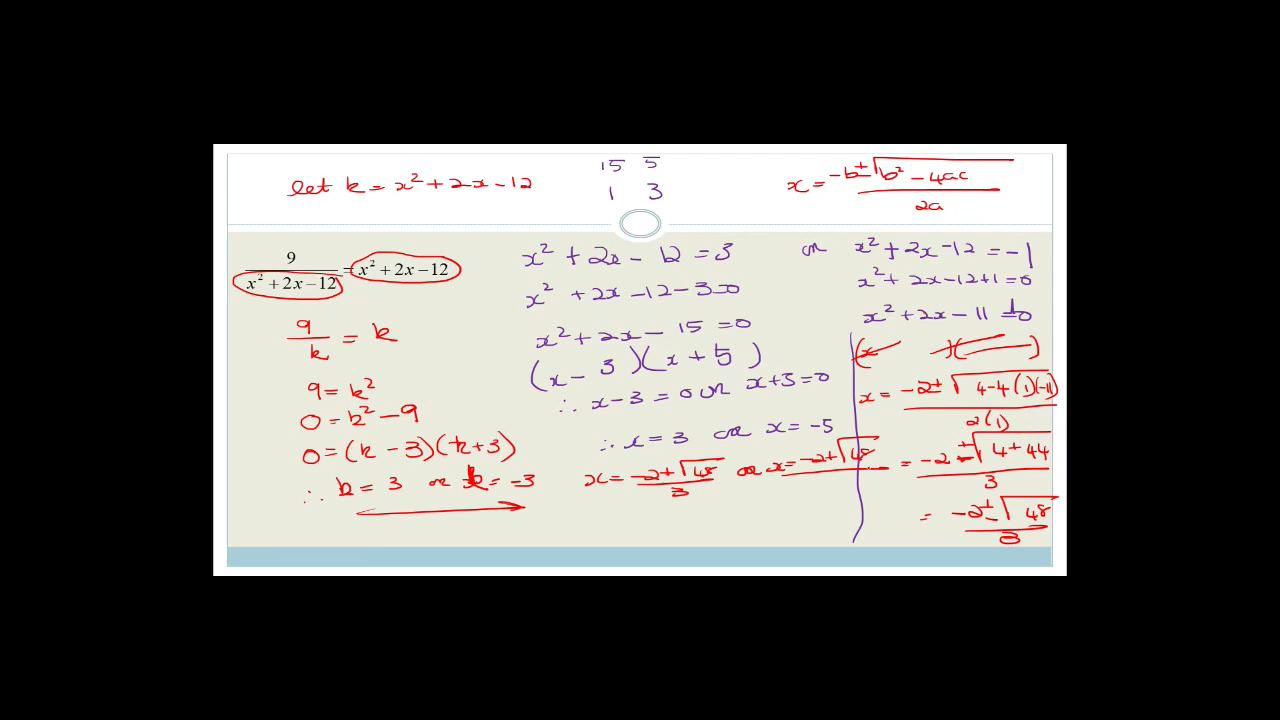 let k = x² + 2x - 12
15 5
1 3
x = -b ± √b² - 4ac / 2a
9 / x² + 2x - 12 = x² + 2x - 12
9 / k = k
9 = k²
0 = k² - 9
0 = (k - 3)(k + 3)
∴ k = 3 or k = -3
x² + 2x - 12 = 3
x² + 2x - 12 - 3 = 0
x² + 2x - 15 = 0
(x - 3)(x + 5)
∴ x - 3 = 0 or x + 5 = 0
∴ x = 3 or x = -5
x = -2 + √48 / 3 or x = -2 + √48
or x² + 2x - 12 = -1
x² + 2x - 12 + 1 = 0
x² + 2x - 11 = 0
(x )( )
x = -2 ± √4 - 4(1)(-11) / 2(1)
= -2 ± √4 + 44 / 3
= -2 ± √48 / 3